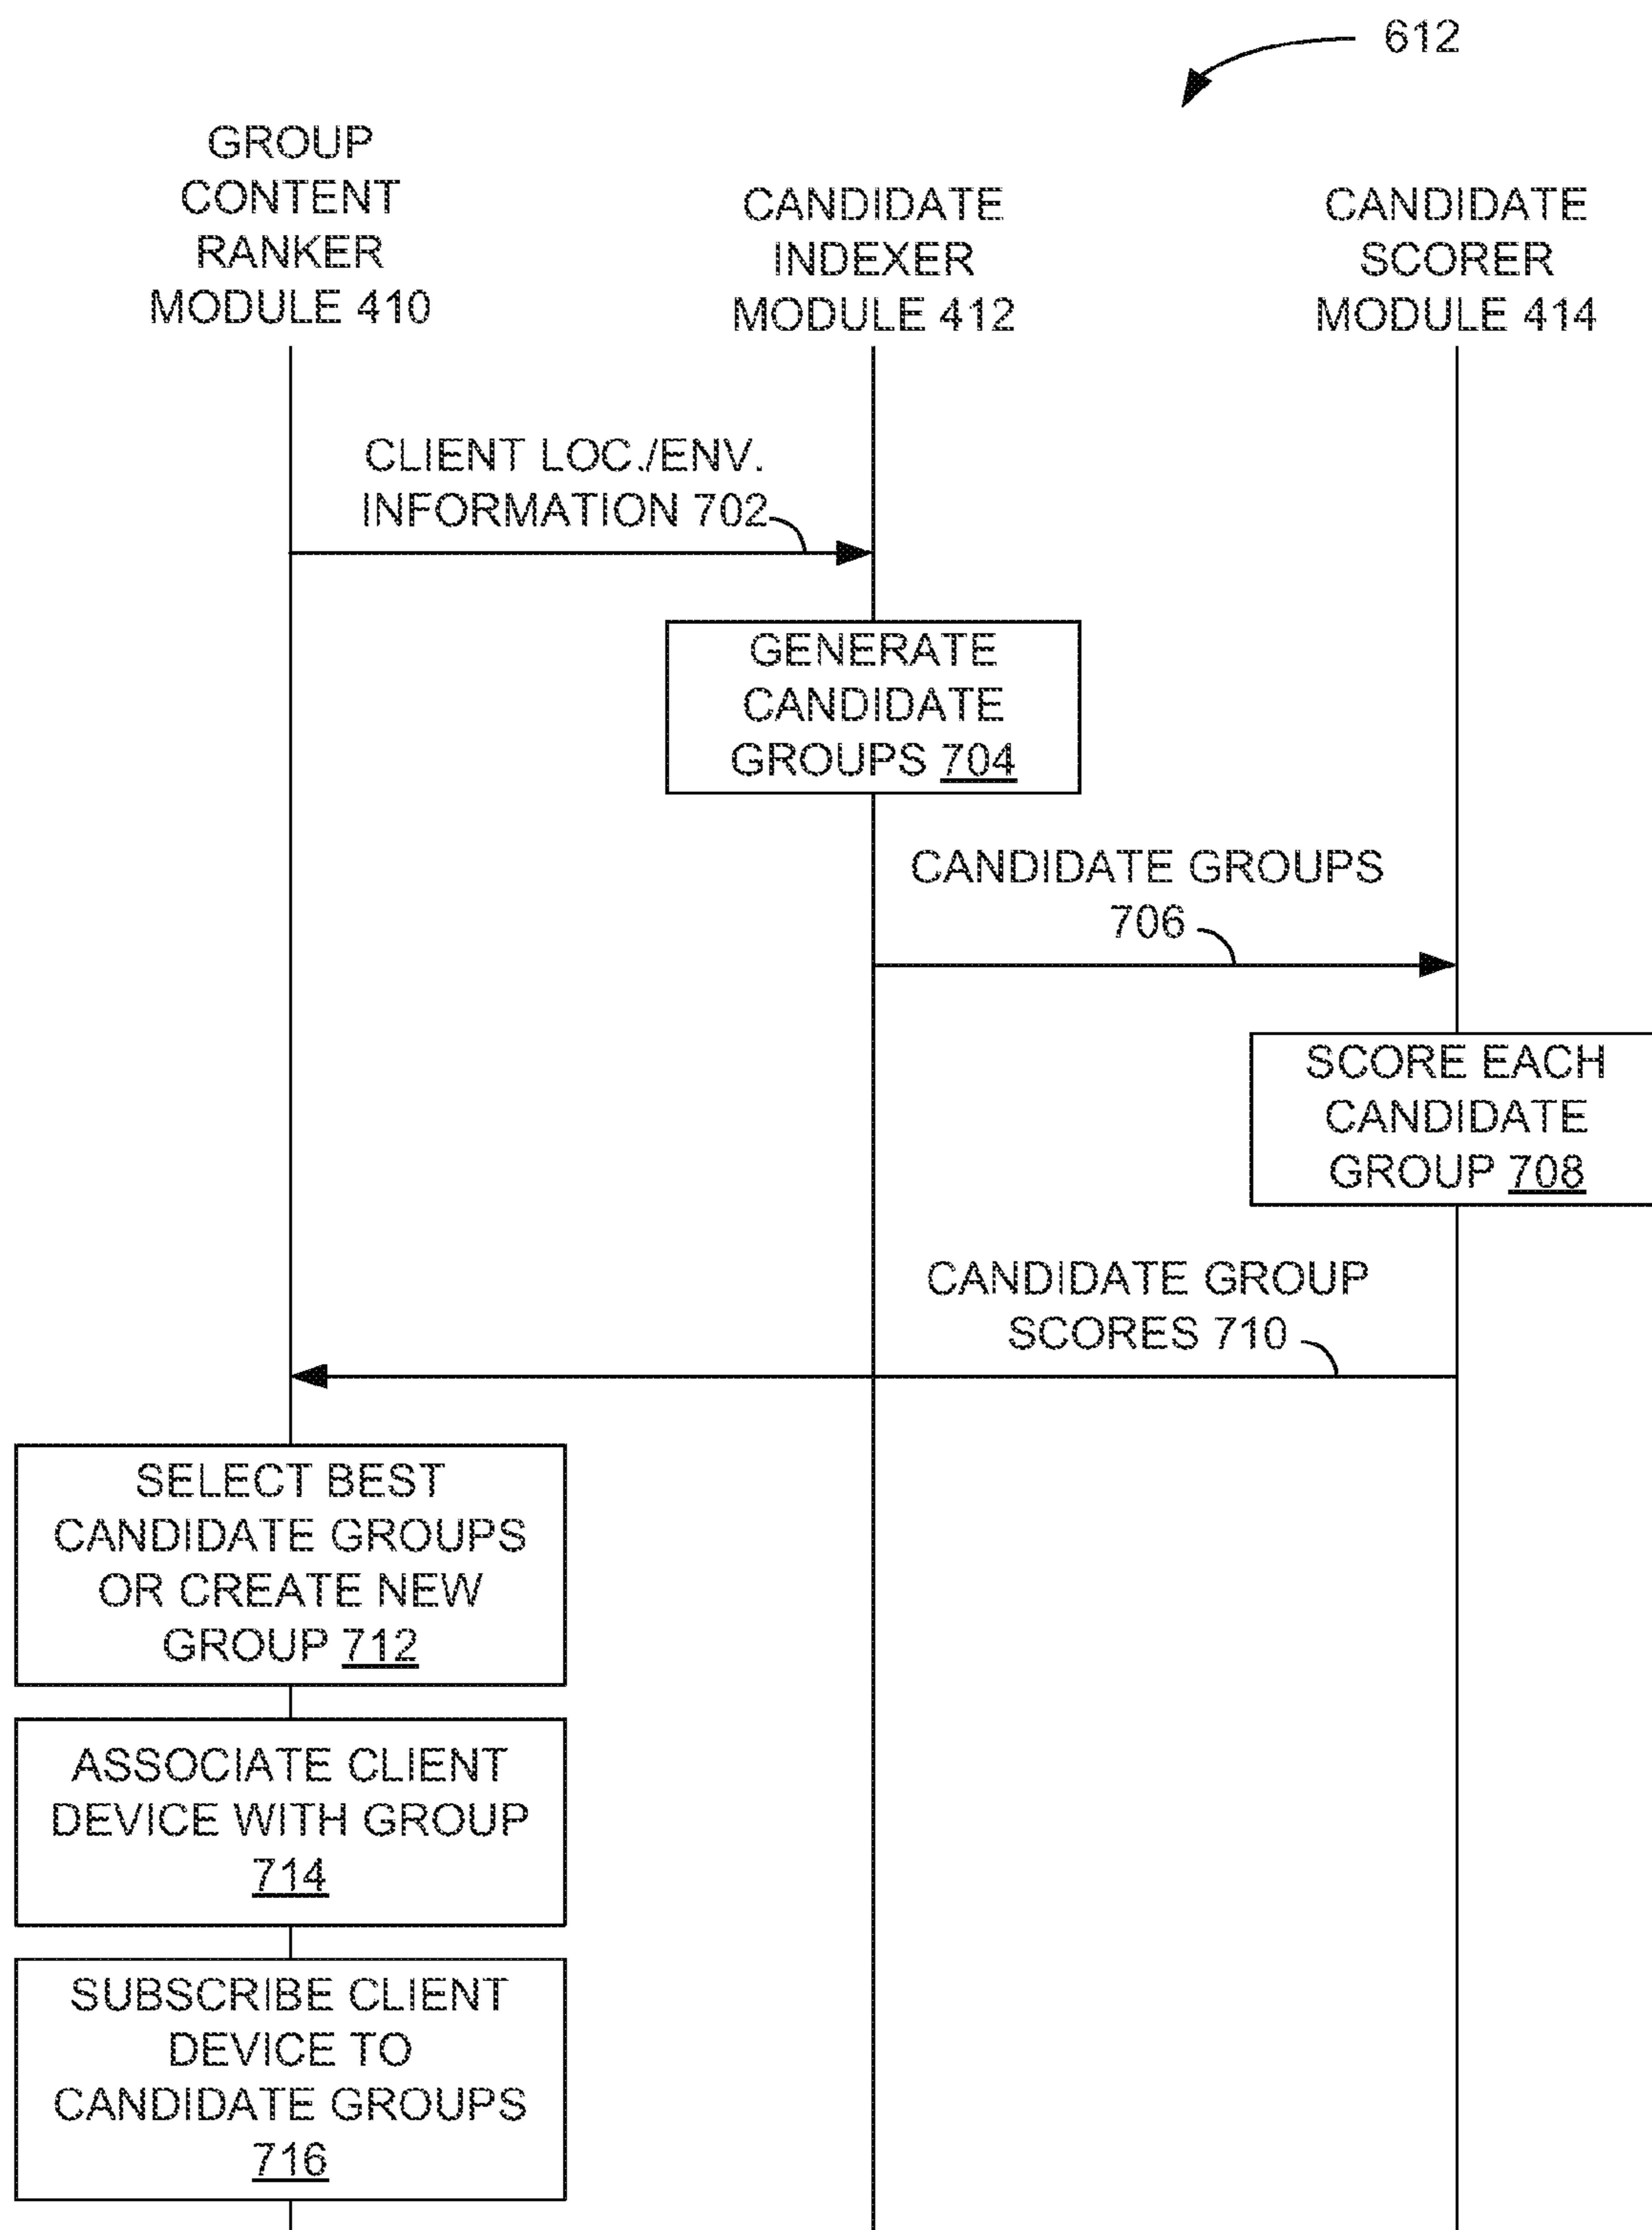 612
GROUP
CONTENT
RANKER
MODULE 410
CANDIDATE
INDEXER
MODULE 412
CANDIDATE
SCORER
MODULE 414
CLIENT LOC./ENV.
INFORMATION 702
GENERATE
CANDIDATE
GROUPS 704
CANDIDATE GROUPS
706
SCORE EACH
CANDIDATE
GROUP 708
CANDIDATE GROUP
SCORES 710
SELECT BEST
CANDIDATE GROUPS
OR CREATE NEW
GROUP 712
ASSOCIATE CLIENT
DEVICE WITH GROUP
714
SUBSCRIBE CLIENT
DEVICE TO
CANDIDATE GROUPS
716